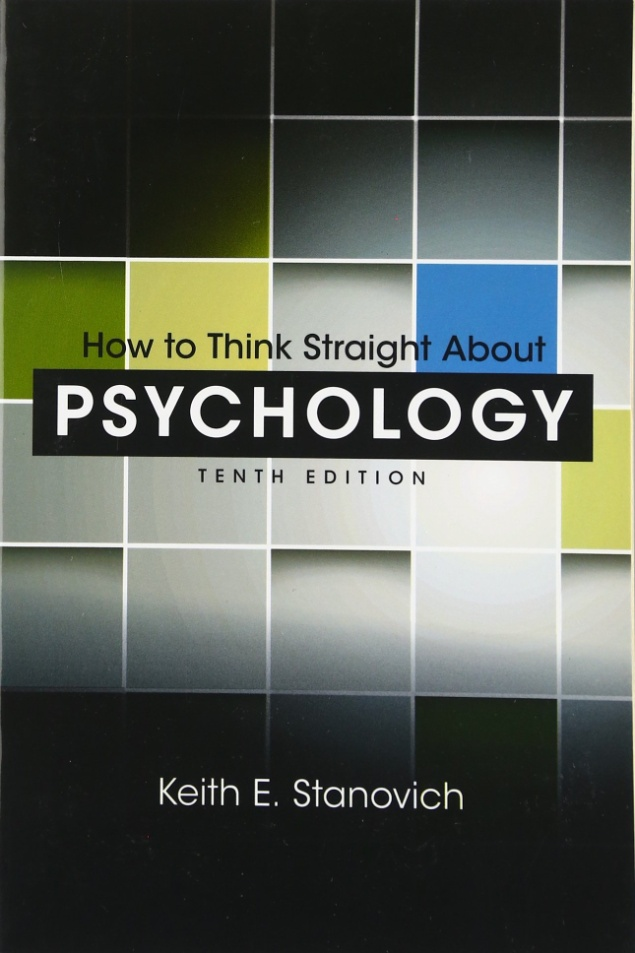 How to Think Straight About
PSYCHOLOGY
TENTH EDITION
Keith E. Stanovich